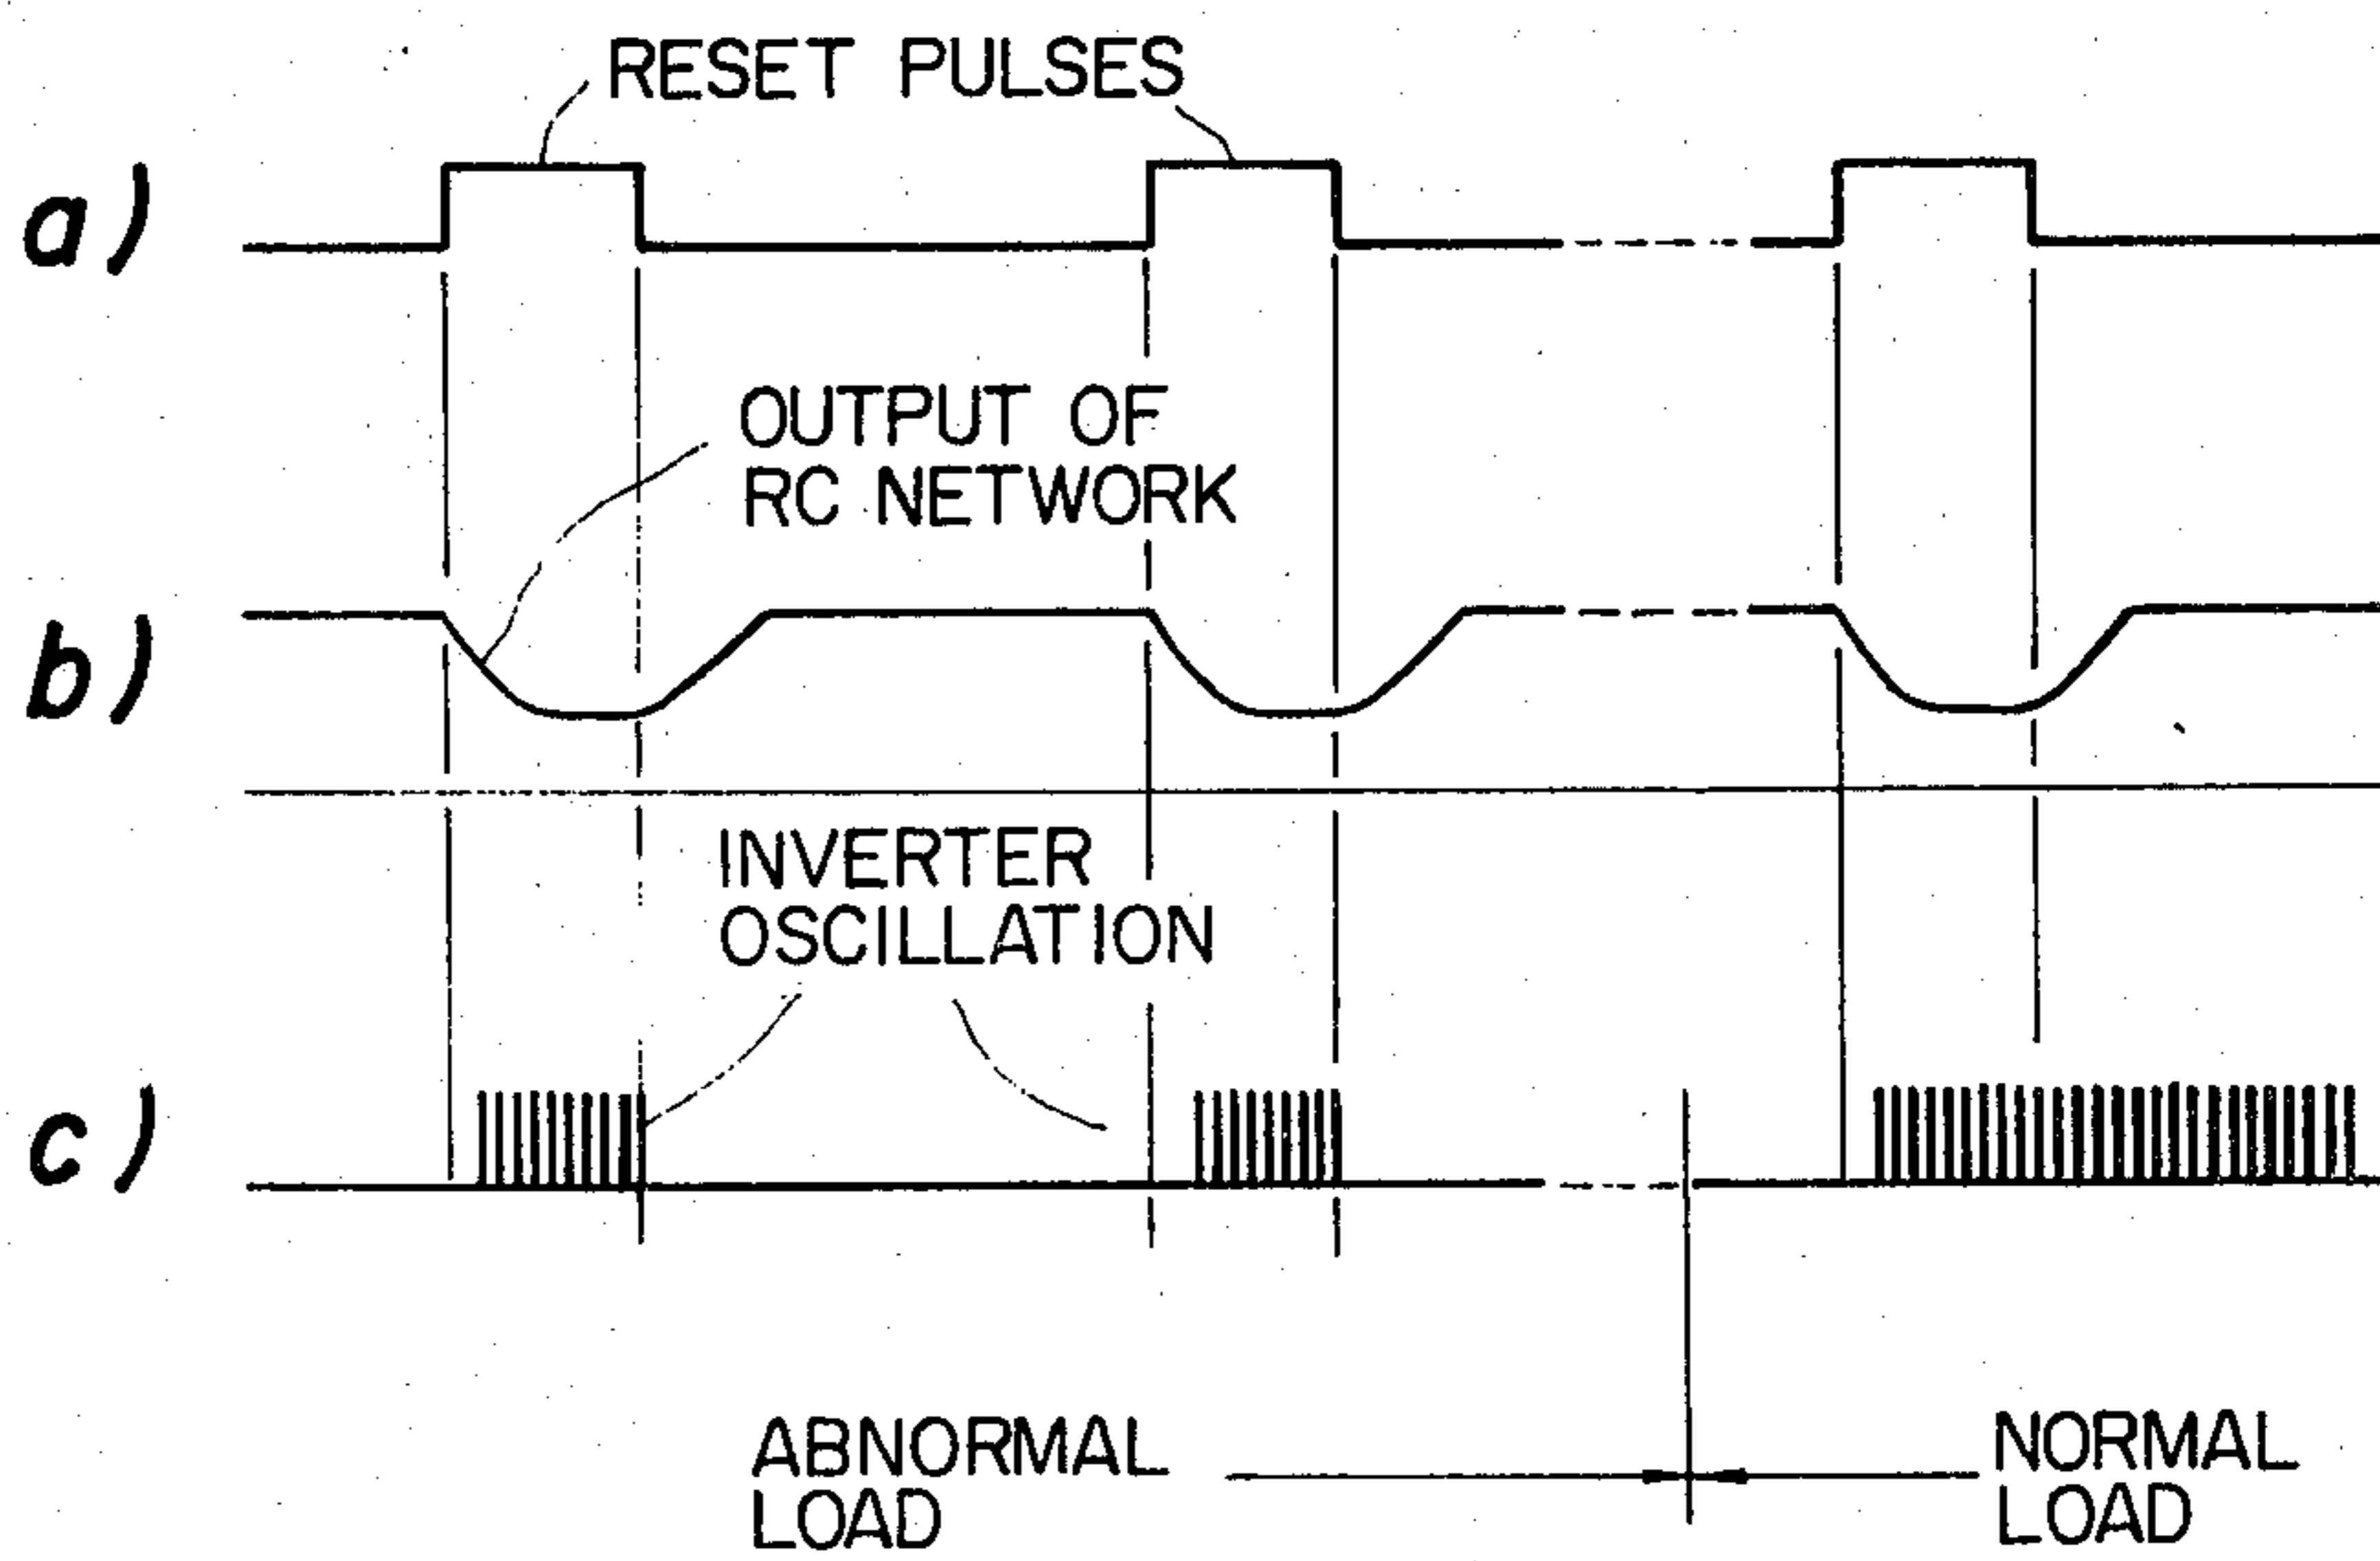 RESET PULSES
a)
OUTPUT OF
RC NETWORK
b)
INVERTER
OSCILLATION
c)
ABNORMAL
LOAD
NORMAL
LOAD